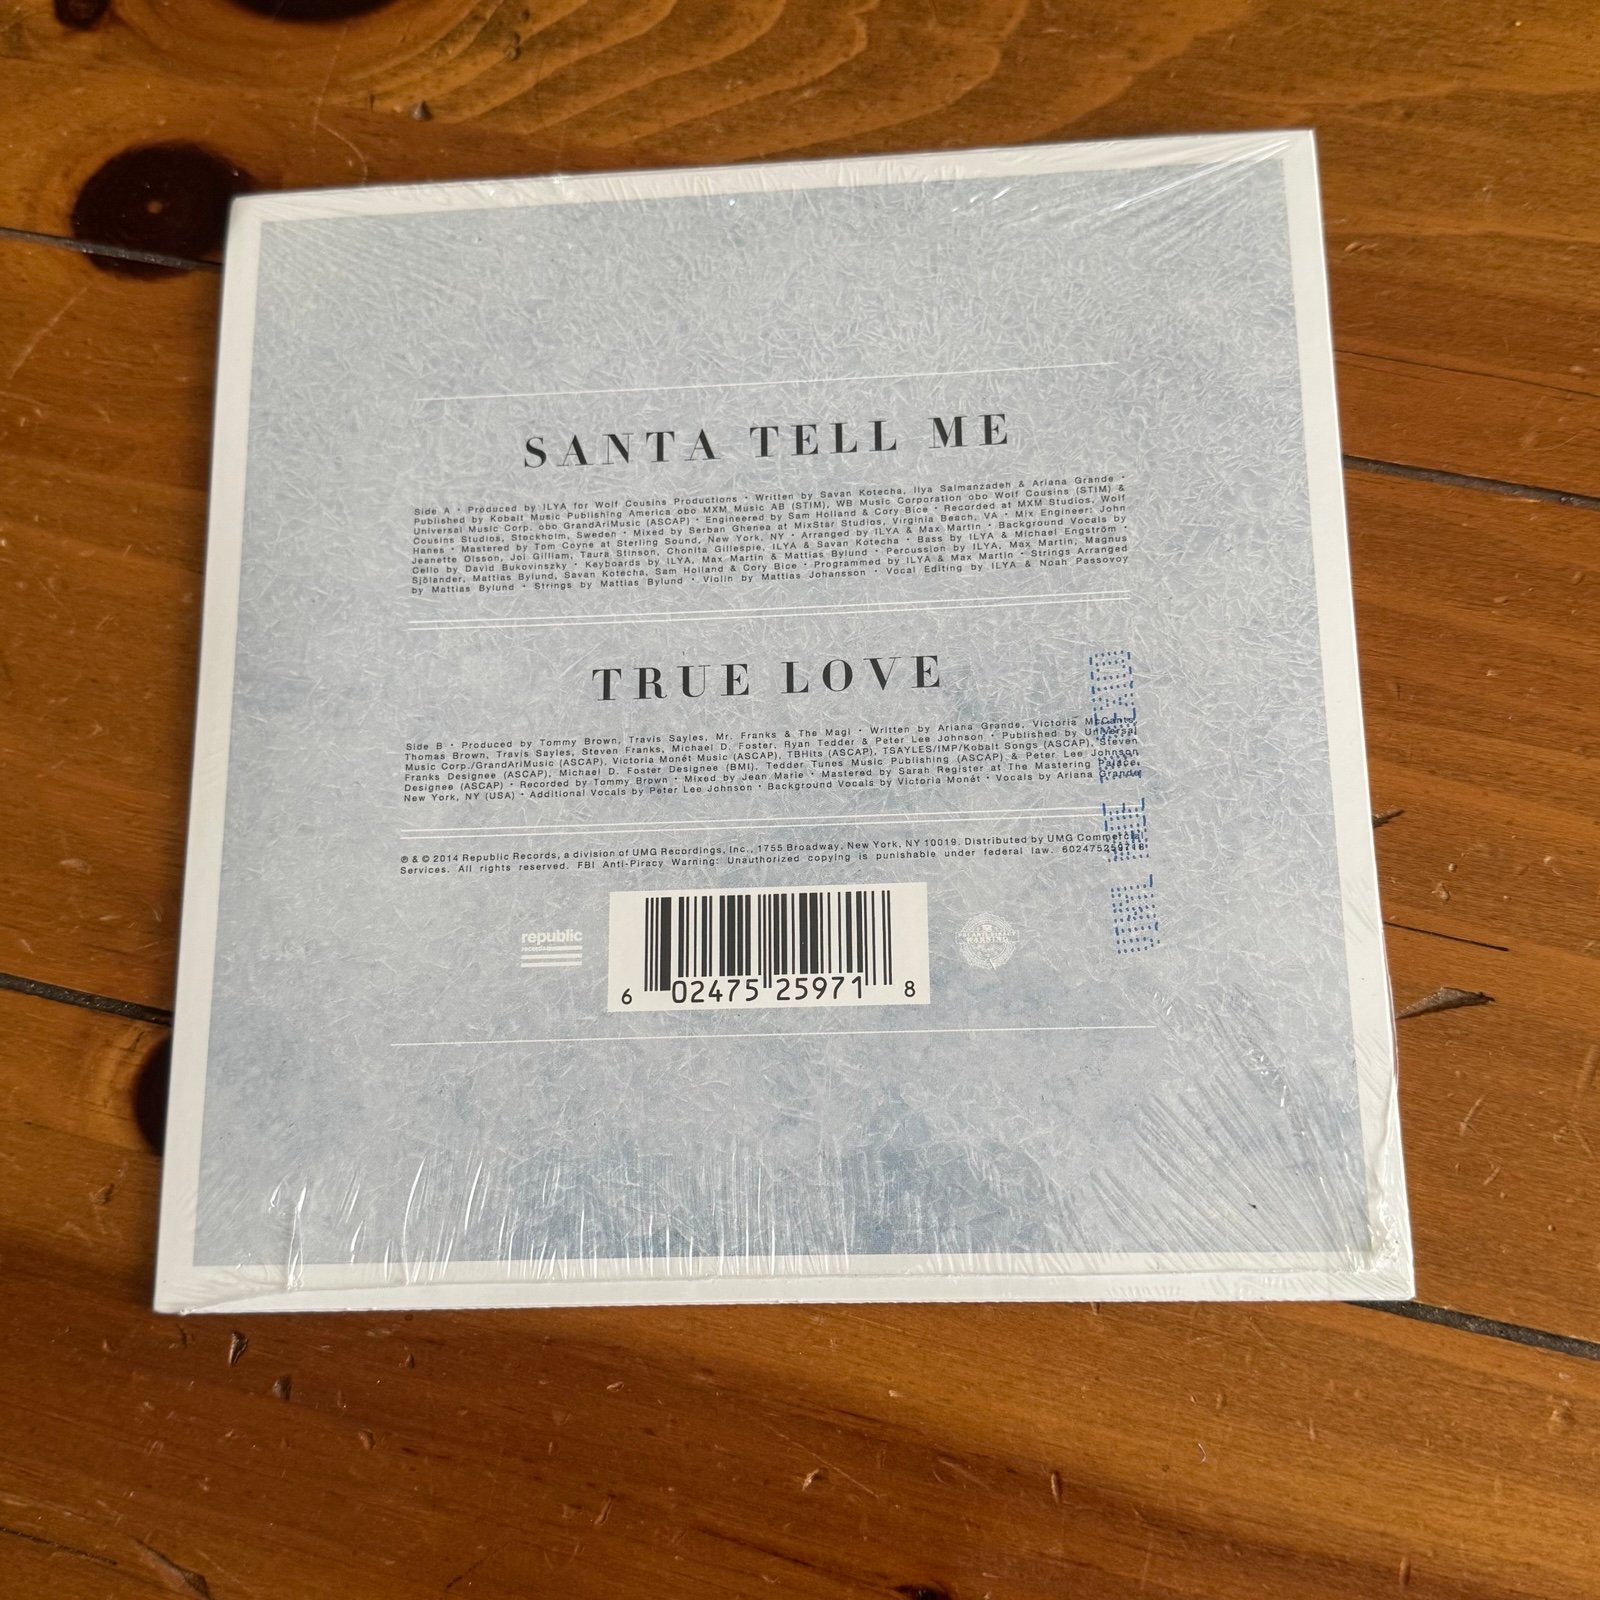 SANTA TELL ME
Side A • Produced by ILYA for Wolf Cousins Productions • Written by Savan Kotecha, Ilya Salmanzadeh & Ariana Grande •
Published by Kobalt Music Publishing America obo MXM Music AB (STIM), WB Music Corporation obo Wolf Cousins (STIM) &
Universal Music Corp. obo GrandAriMusic (ASCAP) • Engineered by Sam Holland & Cory Bice • Recorded at MXM Studios, Wolf
Cousins Studios, Stockholm, Sweden • Mixed by Serban Ghenea at MixStar Studios, Virginia Beach, VA • Mix Engineer: John
Hanes • Mastered by Tom Coyne at Sterling Sound, New York, NY • Arranged by ILYA & Max Martin • Background Vocals by
Jeanette Olsson, Joi Gilliam, Taura Stinson, Chonita Gillespie, ILYA & Savan Kotecha • Bass by ILYA & Michael Engström •
Cello by David Bukovinszky • Keyboards by ILYA, Max Martin & Mattias Bylund • Percussion by ILYA, Max Martin, Magnus
Sjölander, Mattias Bylund, Savan Kotecha, Sam Holland & Cory Bice • Programmed by ILYA & Max Martin • Strings Arranged
by Mattias Bylund • Strings by Mattias Bylund • Violin by Mattias Johansson • Vocal Editing by ILYA & Noah Passovoy
TRUE LOVE
Side B • Produced by Tommy Brown, Travis Sayles, Mr. Franks & The Magi • Written by Ariana Grande, Victoria McCants,
Thomas Brown, Travis Sayles, Steven Franks, Michael D. Foster, Ryan Tedder & Peter Lee Johnson • Published by Universal
Music Corp./GrandAriMusic (ASCAP), Victoria Monét Music (ASCAP), TBHits (ASCAP), TSAYLES/IMP/Kobalt Songs (ASCAP), Steven
Franks Designee (ASCAP), Michael D. Foster Designee (BMI), Tedder Tunes Music Publishing (ASCAP) & Peter Lee Johnson
Designee (ASCAP) • Recorded by Tommy Brown • Mixed by Jean Marie • Mastered by Sarah Register at The Mastering Palace,
New York, NY (USA) • Additional Vocals by Peter Lee Johnson • Background Vocals by Victoria Monét • Vocals by Ariana Grande
℗ & © 2014 Republic Records, a division of UMG Recordings, Inc., 1755 Broadway, New York, NY 10019. Distributed by UMG Commercial
Services. All rights reserved. FBI Anti-Piracy Warning: Unauthorized copying is punishable under federal law. 602475259718
republic
records
6 02475 25971 8
WARNING